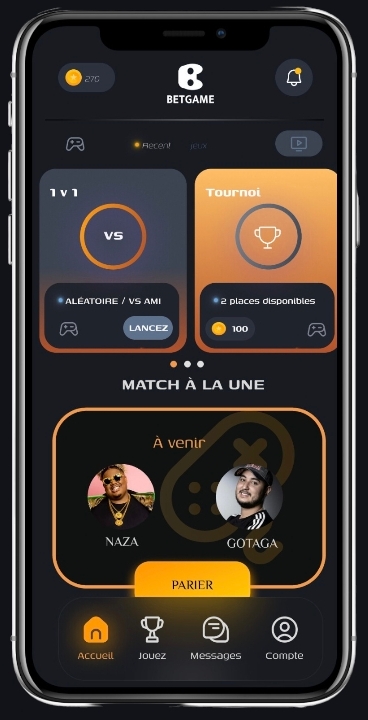 275
BETGAME
Recent jeux
1 v 1
Tournoi
VS
ALÉATOIRE / VS AMI
2 places disponibles
LANCEZ
100
MATCH À LA UNE
À venir
NAZA
GOTAGA
PARIER
Accueil
Jouez
Messages
Compte